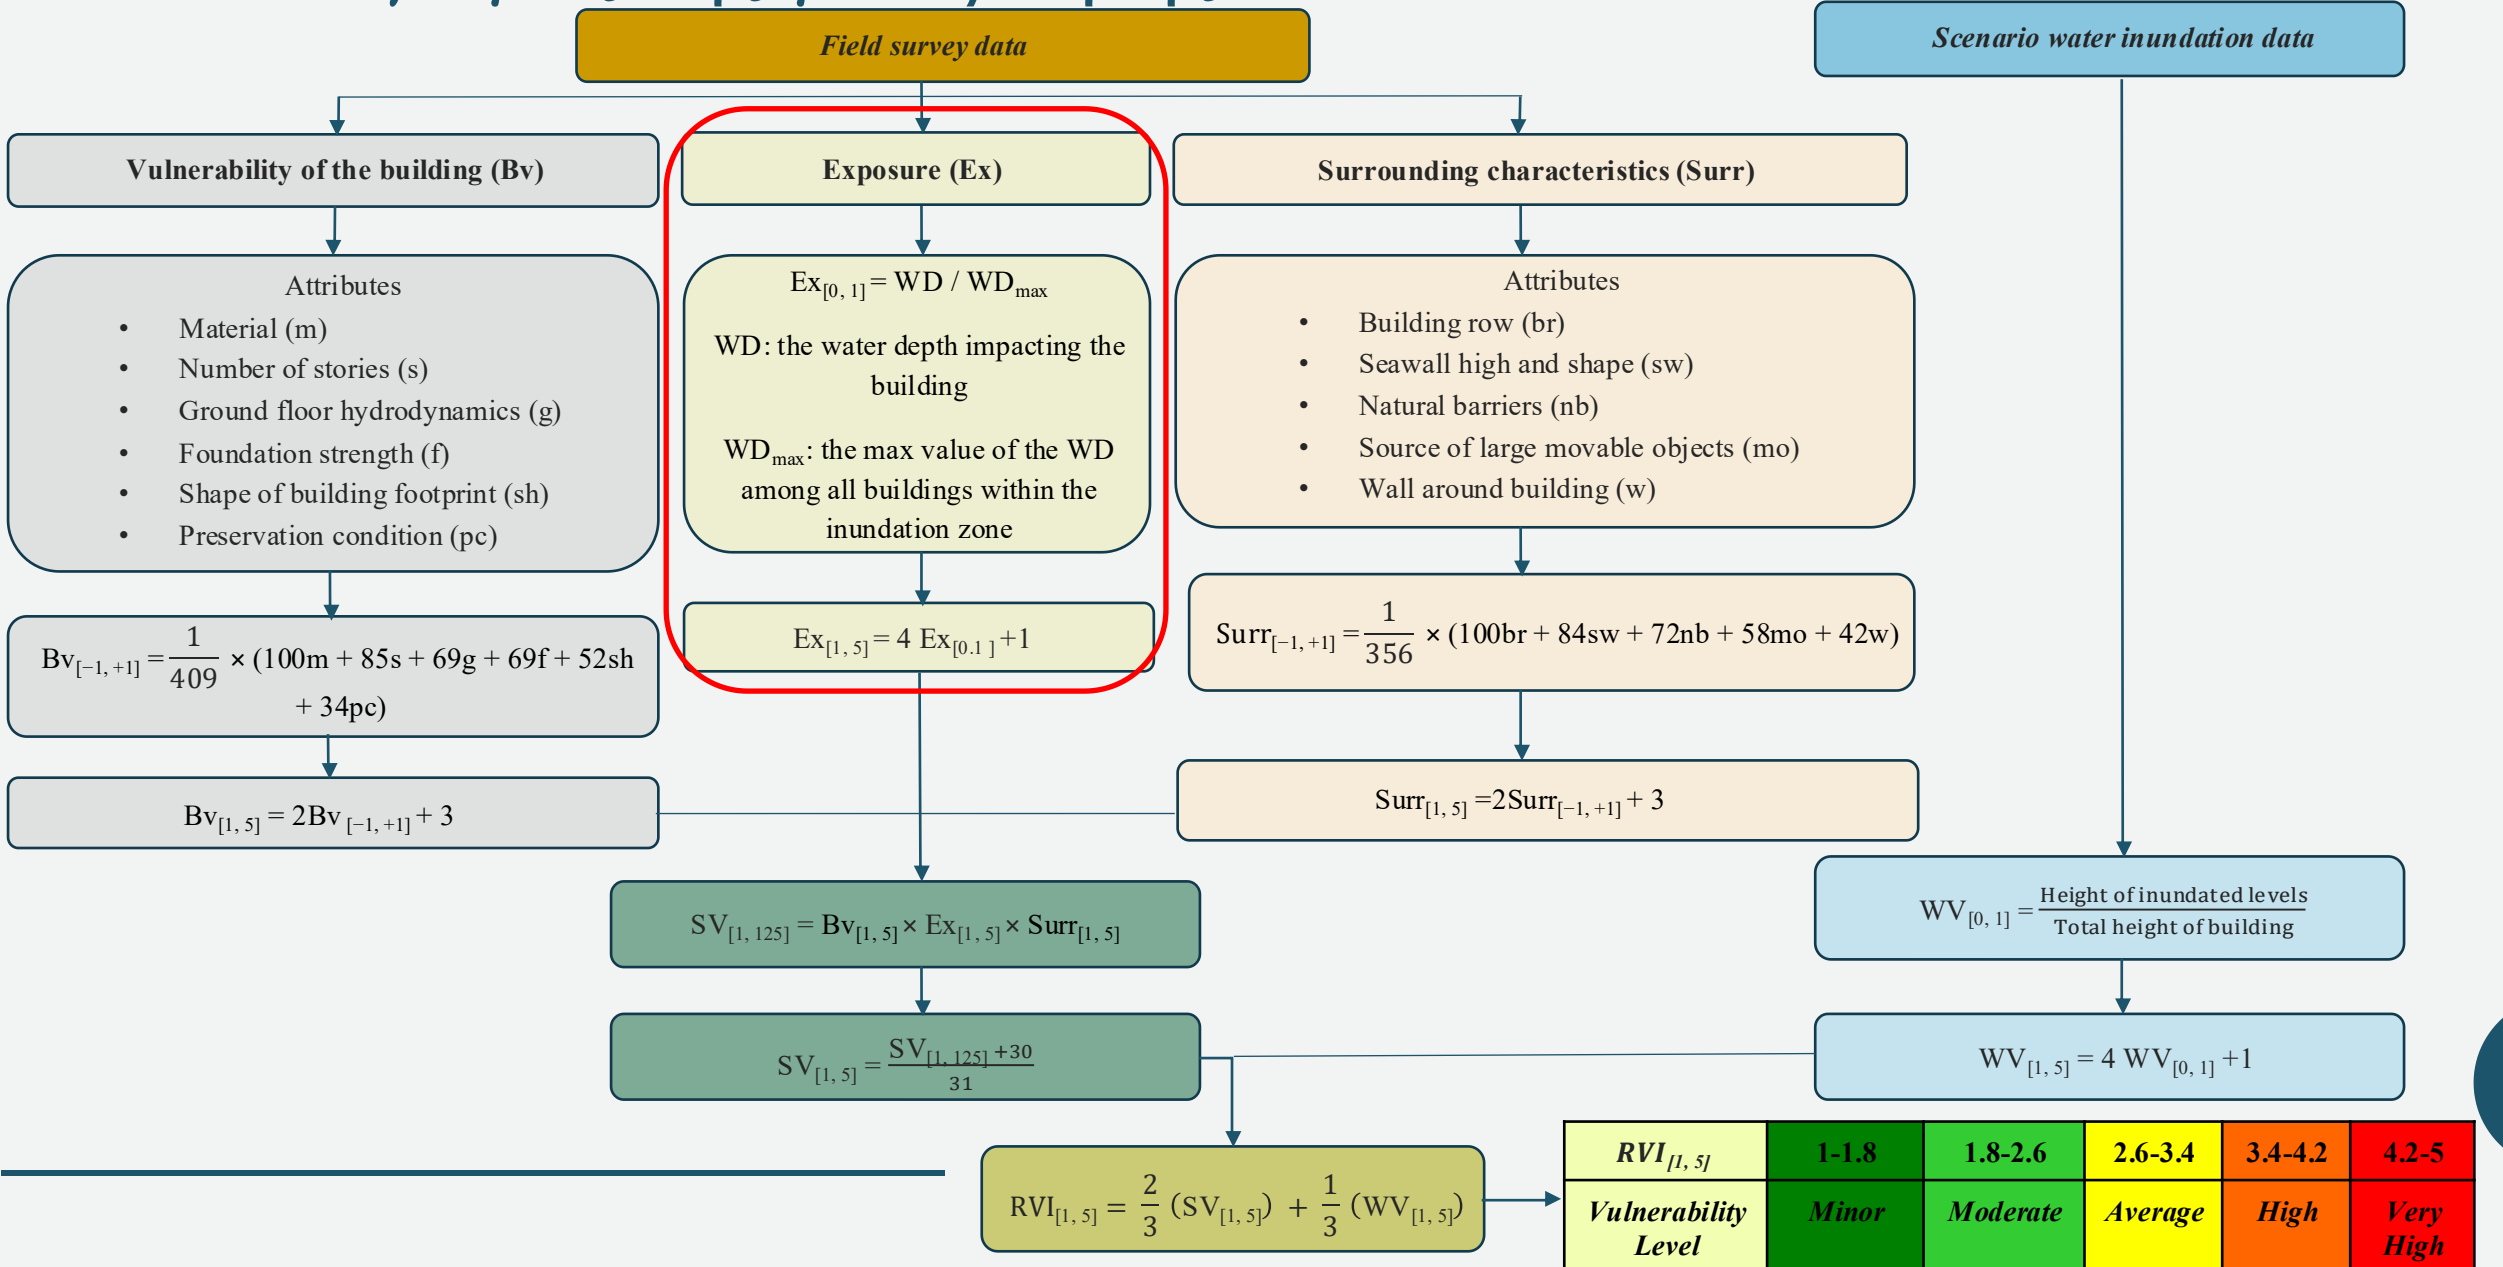 Field survey data
Scenario water inundation data
Vulnerability of the building (Bv)
Exposure (Ex)
Surrounding characteristics (Surr)
Attributes
• Material (m)
• Number of stories (s)
• Ground floor hydrodynamics (g)
• Foundation strength (f)
• Shape of building footprint (sh)
• Preservation condition (pc)
Ex[0, 1] = WD / WDmax
WD: the water depth impacting the
building
WDmax: the max value of the WD
among all buildings within the
inundation zone
Attributes
• Building row (br)
• Seawall high and shape (sw)
• Natural barriers (nb)
• Source of large movable objects (mo)
• Wall around building (w)
Bv[−1, +1] = 1/409 × (100m + 85s + 69g + 69f + 52sh
+ 34pc)
Ex[1, 5] = 4 Ex[0.1 ] +1
Surr[−1, +1] = 1/356 × (100br + 84sw + 72nb + 58mo + 42w)
Bv[1, 5] = 2Bv [−1, +1] + 3
Surr[1, 5] =2Surr[−1, +1] + 3
SV[1, 125] = Bv[1, 5] × Ex[1, 5] × Surr[1, 5]
WV[0, 1] = Height of inundated levels / Total height of building
SV[1, 5] = SV[1, 125] +30 / 31
WV[1, 5] = 4 WV[0, 1] +1
RVI[1, 5] = 2/3 (SV[1, 5]) + 1/3 (WV[1, 5])
RVI[1, 5] 1-1.8 1.8-2.6 2.6-3.4 3.4-4.2 4.2-5
Vulnerability Minor Moderate Average High Very
Level High